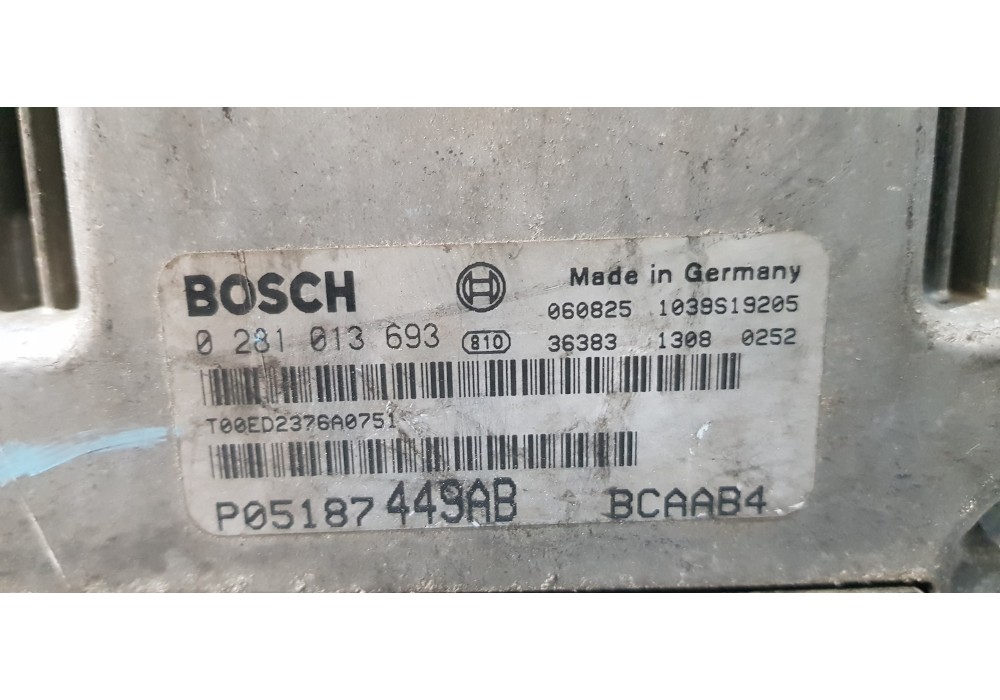 BOSCH Made in Germany
060825 1039S19205
0 281 013 693 810 36383 1308 0252
T00ED2376A0751
P05187449AB BCAAB4